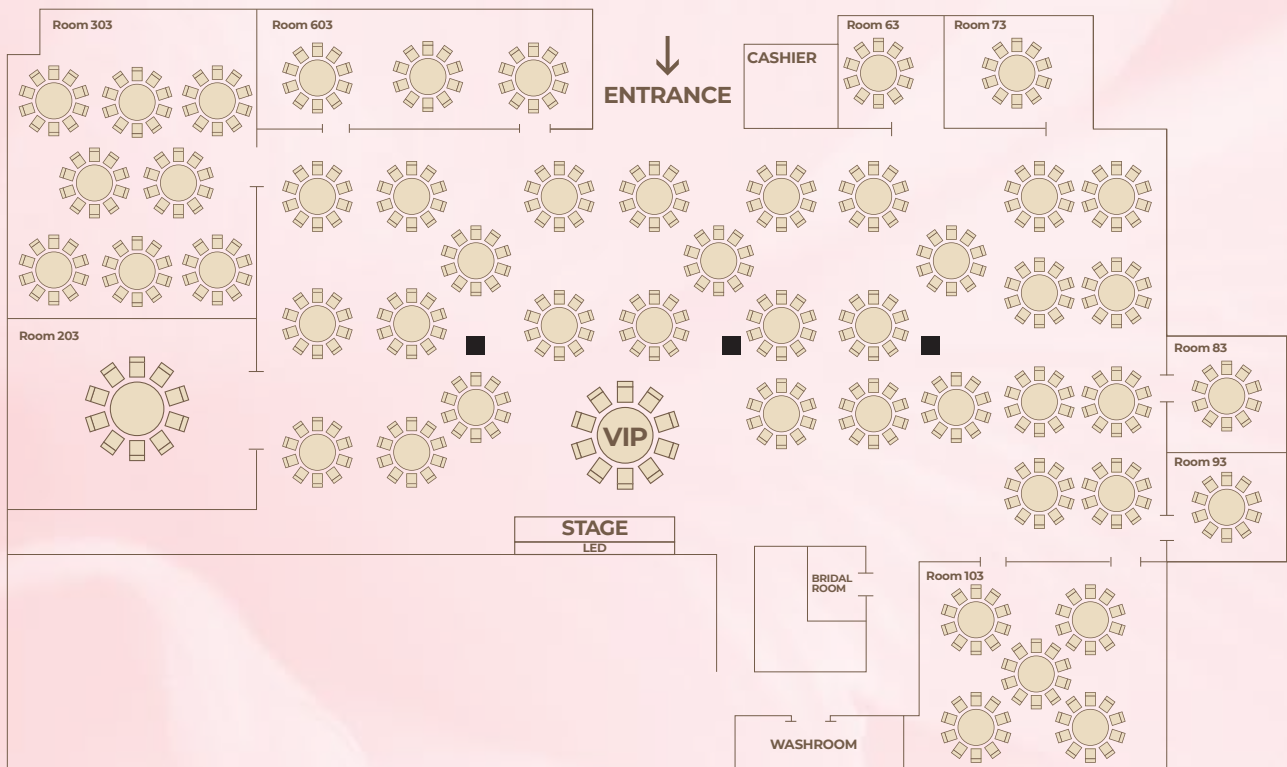 Room 303
Room 603
ENTRANCE
CASHIER
Room 63
Room 73
Room 203
Room 83
VIP
Room 93
STAGE
LED
BRIDAL
ROOM
Room 103
WASHROOM